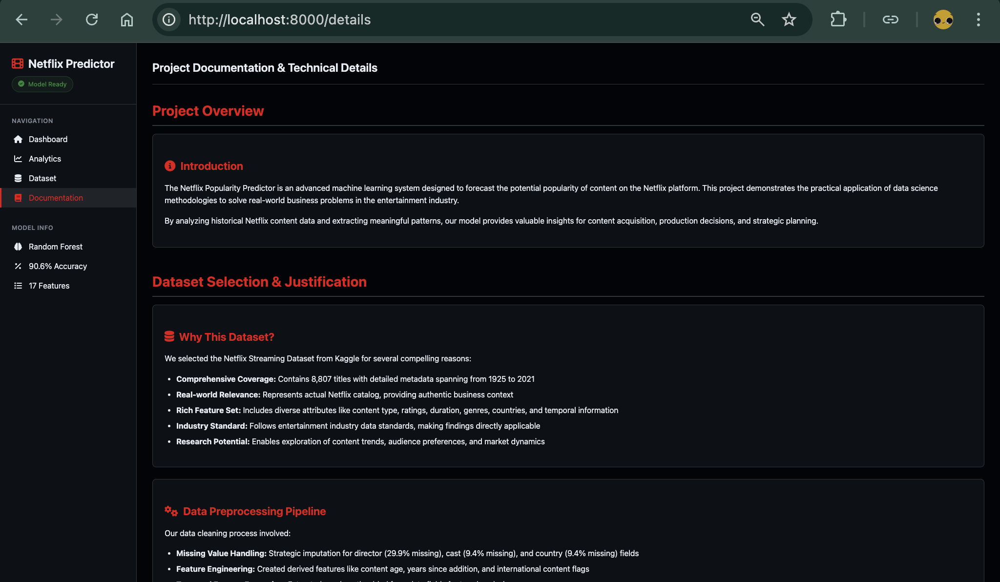 http://localhost:8000/details
Netflix Predictor
Model Ready
NAVIGATION
Dashboard
Analytics
Dataset
Documentation
MODEL INFO
Random Forest
90.6% Accuracy
17 Features
Project Documentation & Technical Details
Project Overview
Introduction
The Netflix Popularity Predictor is an advanced machine learning system designed to forecast the potential popularity of content on the Netflix platform. This project demonstrates the practical application of data science
methodologies to solve real-world business problems in the entertainment industry.
By analyzing historical Netflix content data and extracting meaningful patterns, our model provides valuable insights for content acquisition, production decisions, and strategic planning.
Dataset Selection & Justification
Why This Dataset?
We selected the Netflix Streaming Dataset from Kaggle for several compelling reasons:
• Comprehensive Coverage: Contains 8,807 titles with detailed metadata spanning from 1925 to 2021
• Real-world Relevance: Represents actual Netflix catalog, providing authentic business context
• Rich Feature Set: Includes diverse attributes like content type, ratings, duration, genres, countries, and temporal information
• Industry Standard: Follows entertainment industry data standards, making findings directly applicable
• Research Potential: Enables exploration of content trends, audience preferences, and market dynamics
Data Preprocessing Pipeline
Our data cleaning process involved:
• Missing Value Handling: Strategic imputation for director (29.9% missing), cast (9.4% missing), and country (9.4% missing) fields
• Feature Engineering: Created derived features like content age, years since addition, and international content flags